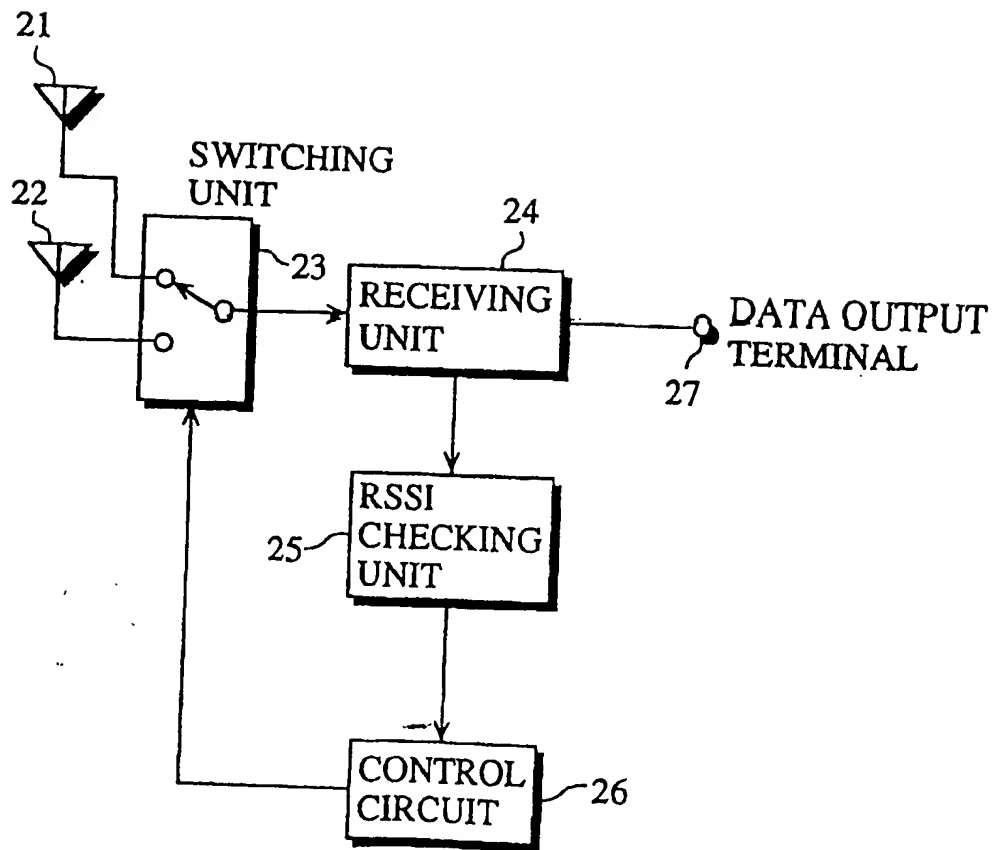 21
SWITCHING
UNIT
22
23
24
RECEIVING
UNIT
DATA OUTPUT
TERMINAL
27
RSSI
CHECKING
UNIT
25
CONTROL
CIRCUIT
26